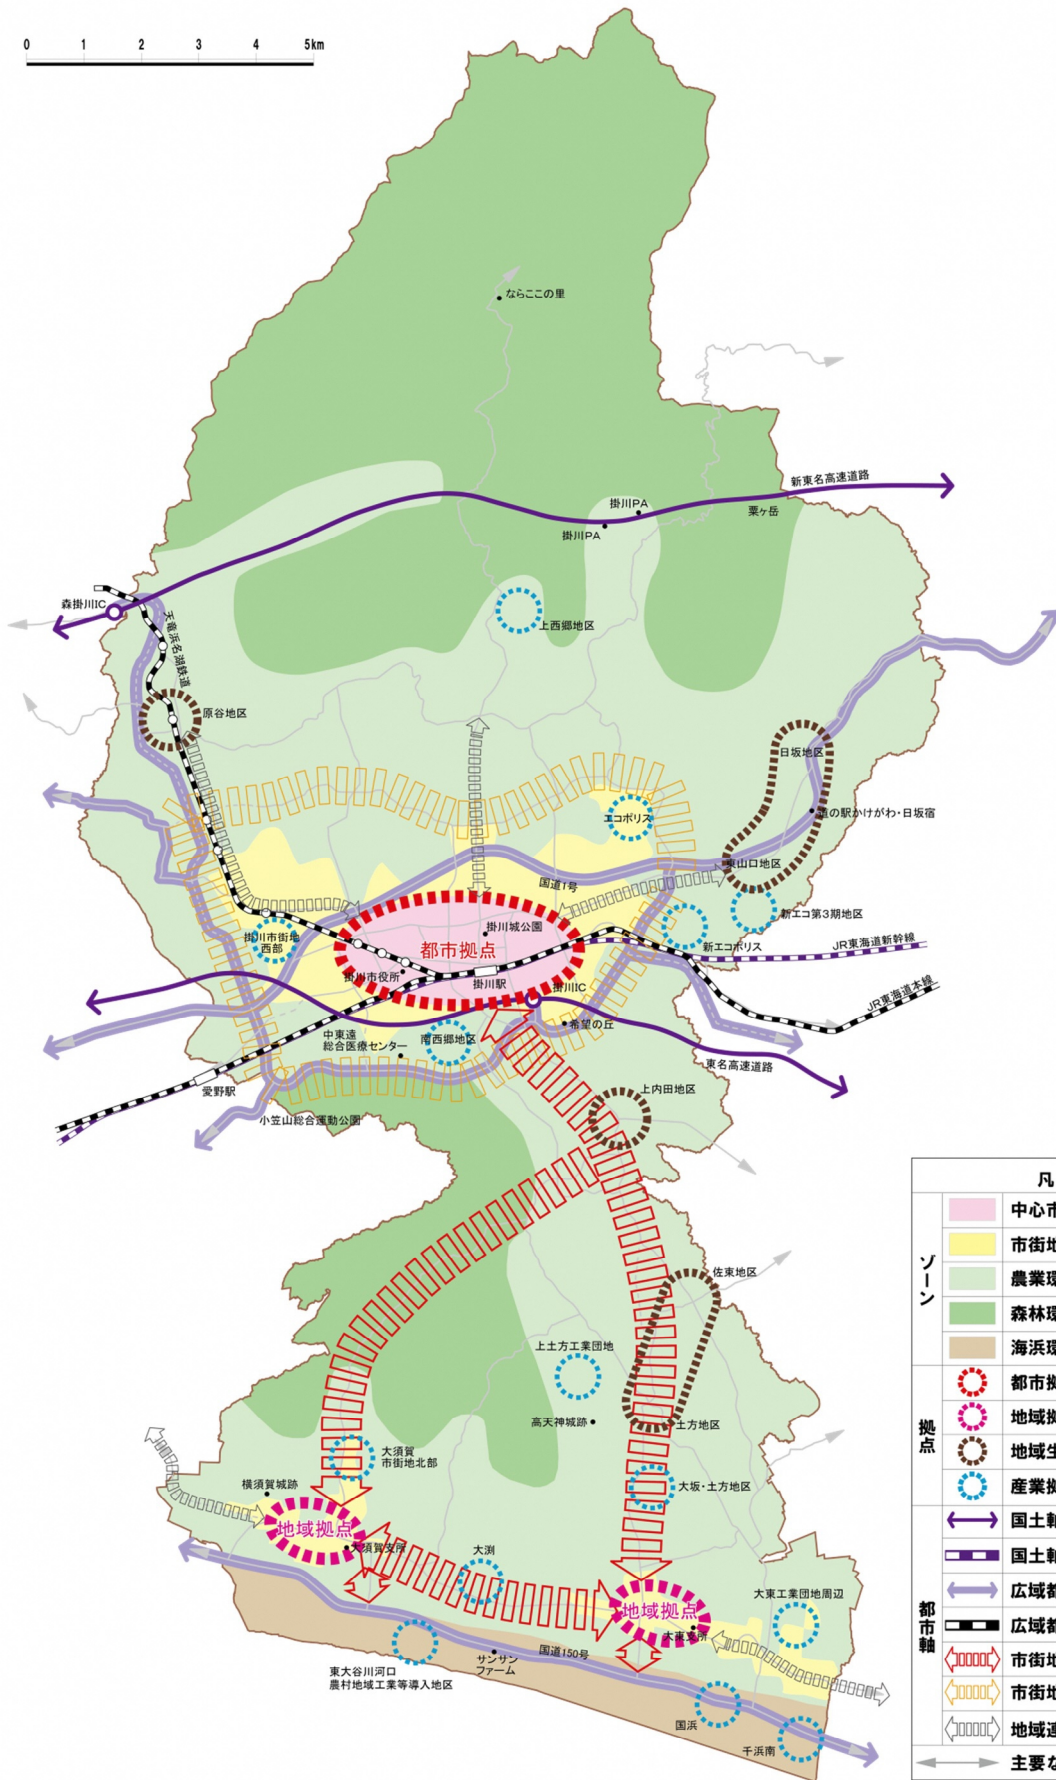 0 1 2 3 4 5km
ならここの里
新東名高速道路
掛川PA
粟ヶ岳
掛川PA
森掛川IC
上西郷地区
天竜浜名湖鉄道
原谷地区
日坂地区
エコポリス
道の駅かけがわ・日坂宿
東山口地区
国道1号
新エコ第3期地区
掛川城公園
掛川市街地
西部
都市拠点
新エコポリス
JR東海道新幹線
掛川市役所
掛川駅
掛川IC
JR東海道本線
希望の丘
中東遠
総合医療センター
南西郷地区
東名高速道路
愛野駅
上内田地区
小笠山総合運動公園
佐東地区
上土方工業団地
高天神城跡
土方地区
大須賀
市街地北部
横須賀城跡
大坂・土方地区
地域拠点
大須賀支所
大渕
大東工業団地周辺
地域拠点
大東支所
国道150号
サンサン
ファーム
東大谷川河口
農村地域工業等導入地区
国浜
千浜南
凡
ゾーン
中心市
市街地
農業環
森林環
海浜環
拠点
都市拠
地域拠
地域生
産業拠
都市軸
国土軸
国土軸
広域都
広域都
市街地
市街地
地域連
主要な